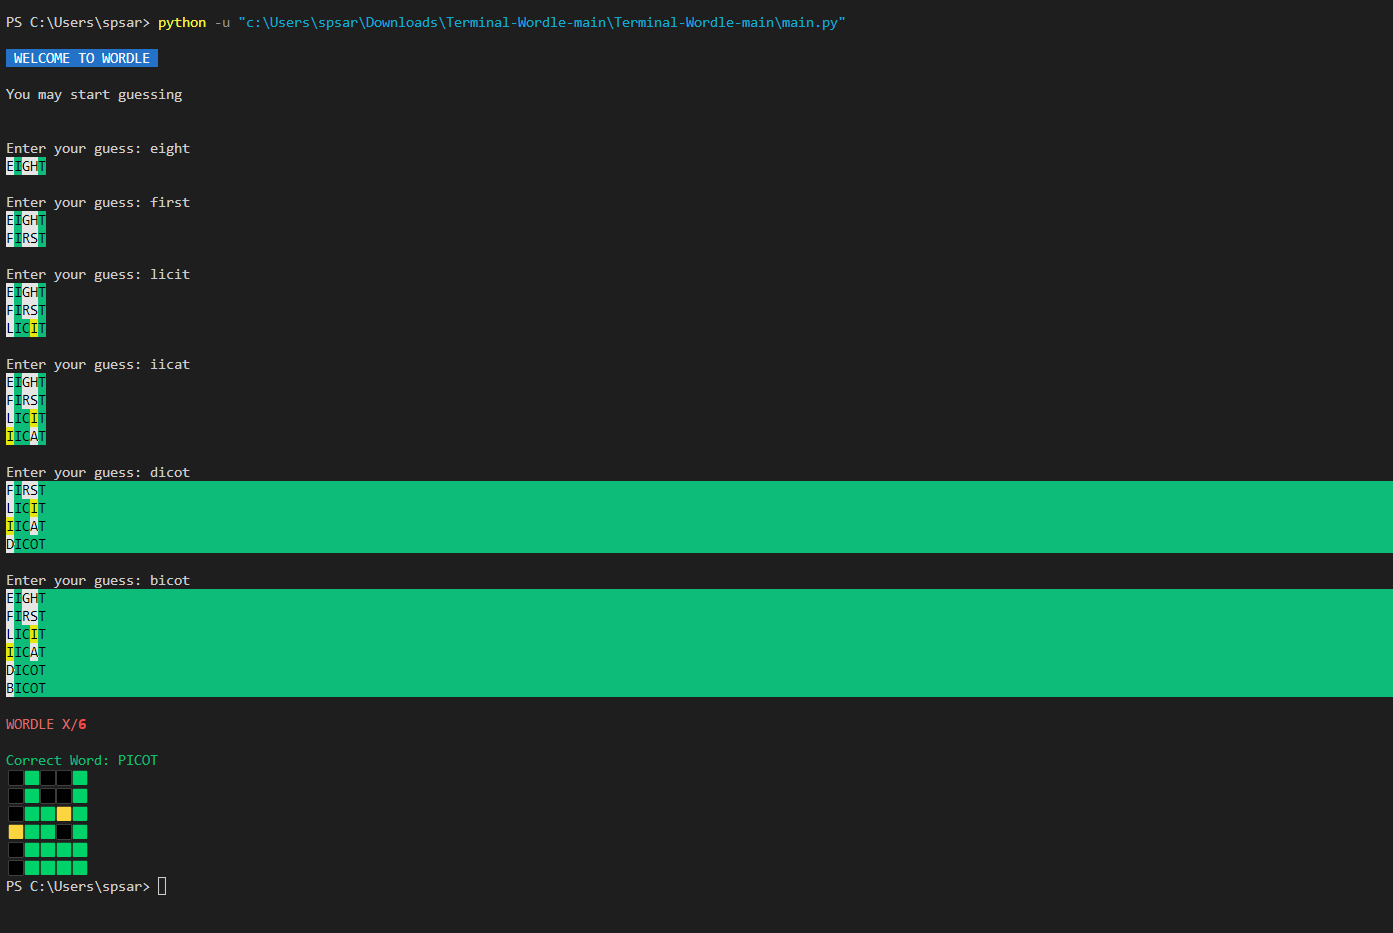 PS C:\Users\spsar> python -u "c:\Users\spsar\Downloads\Terminal-Wordle-main\Terminal-Wordle-main\main.py"
WELCOME TO WORDLE
You may start guessing
Enter your guess: eight
EIGHT
Enter your guess: first
EIGHT
FIRST
Enter your guess: licit
EIGHT
FIRST
LICIT
Enter your guess: iicat
EIGHT
FIRST
LICIT
IICAT
Enter your guess: dicot
FIRST
LICIT
IICAT
DICOT
Enter your guess: bicot
EIGHT
FIRST
LICIT
IICAT
DICOT
BICOT
WORDLE X/6
Correct Word: PICOT
PS C:\Users\spsar>